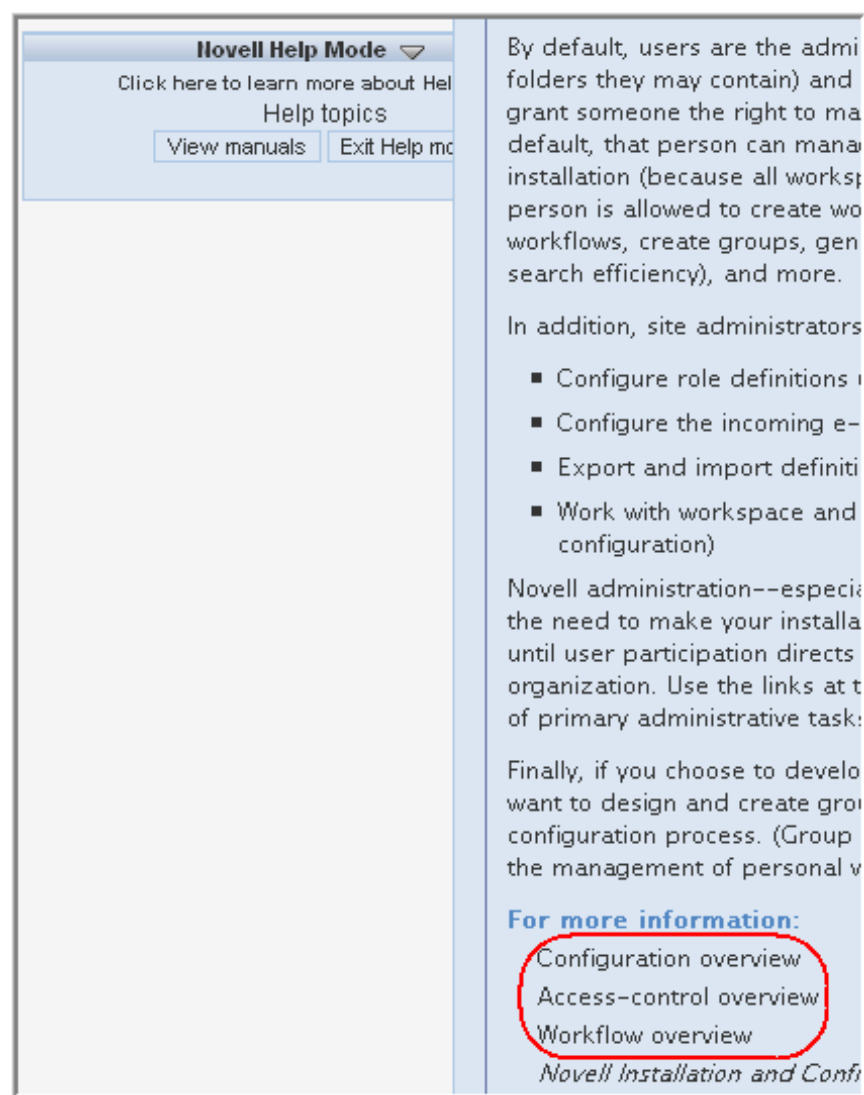 Novell Help Mode
Click here to learn more about Hel
Help topics
View manuals
Exit Help mo
By default, users are the admi
folders they may contain) and
grant someone the right to ma
default, that person can mana
installation (because all worksp
person is allowed to create wo
workflows, create groups, gen
search efficiency), and more.
In addition, site administrators
Configure role definitions
Configure the incoming e-
Export and import definiti
Work with workspace and
configuration)
Novell administration--especia
the need to make your installa
until user participation directs
organization. Use the links at t
of primary administrative tasks
Finally, if you choose to develo
want to design and create grou
configuration process. (Group
the management of personal
For more information:
Configuration overview
Access-control overview
Workflow overview
Novell Installation and Confi